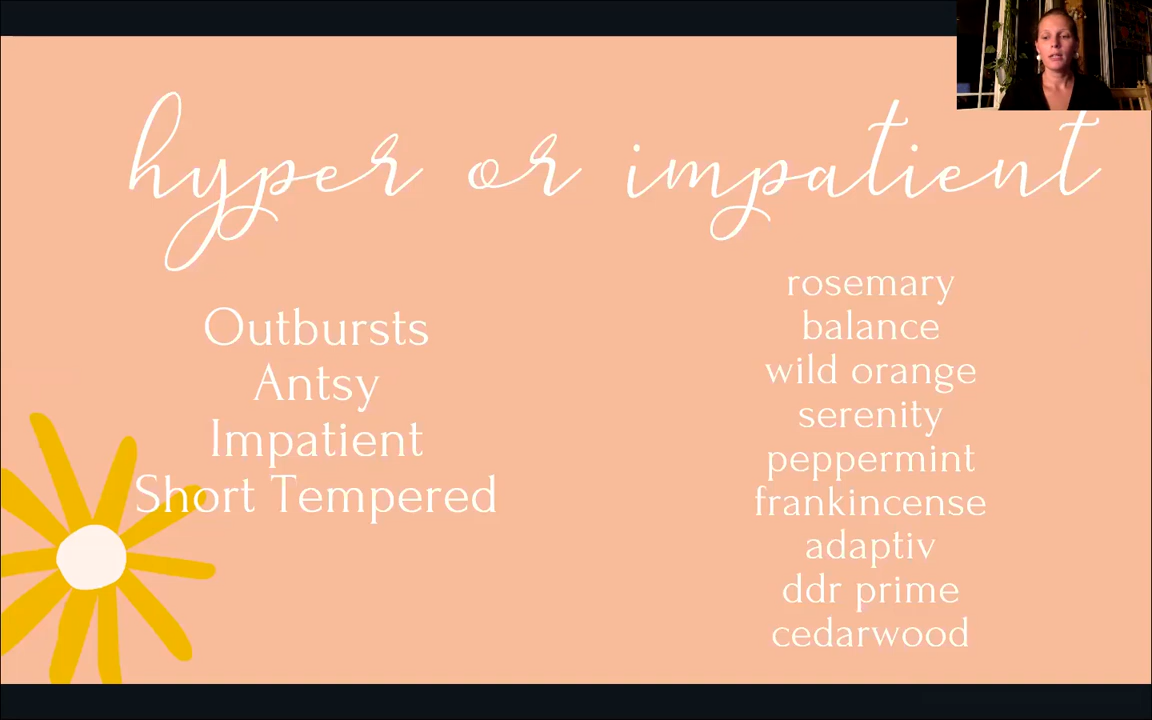 hyper or impatient
Outbursts
Antsy
Impatient
Short Tempered
rosemary
balance
wild orange
serenity
peppermint
frankincense
adaptiv
ddr prime
cedarwood